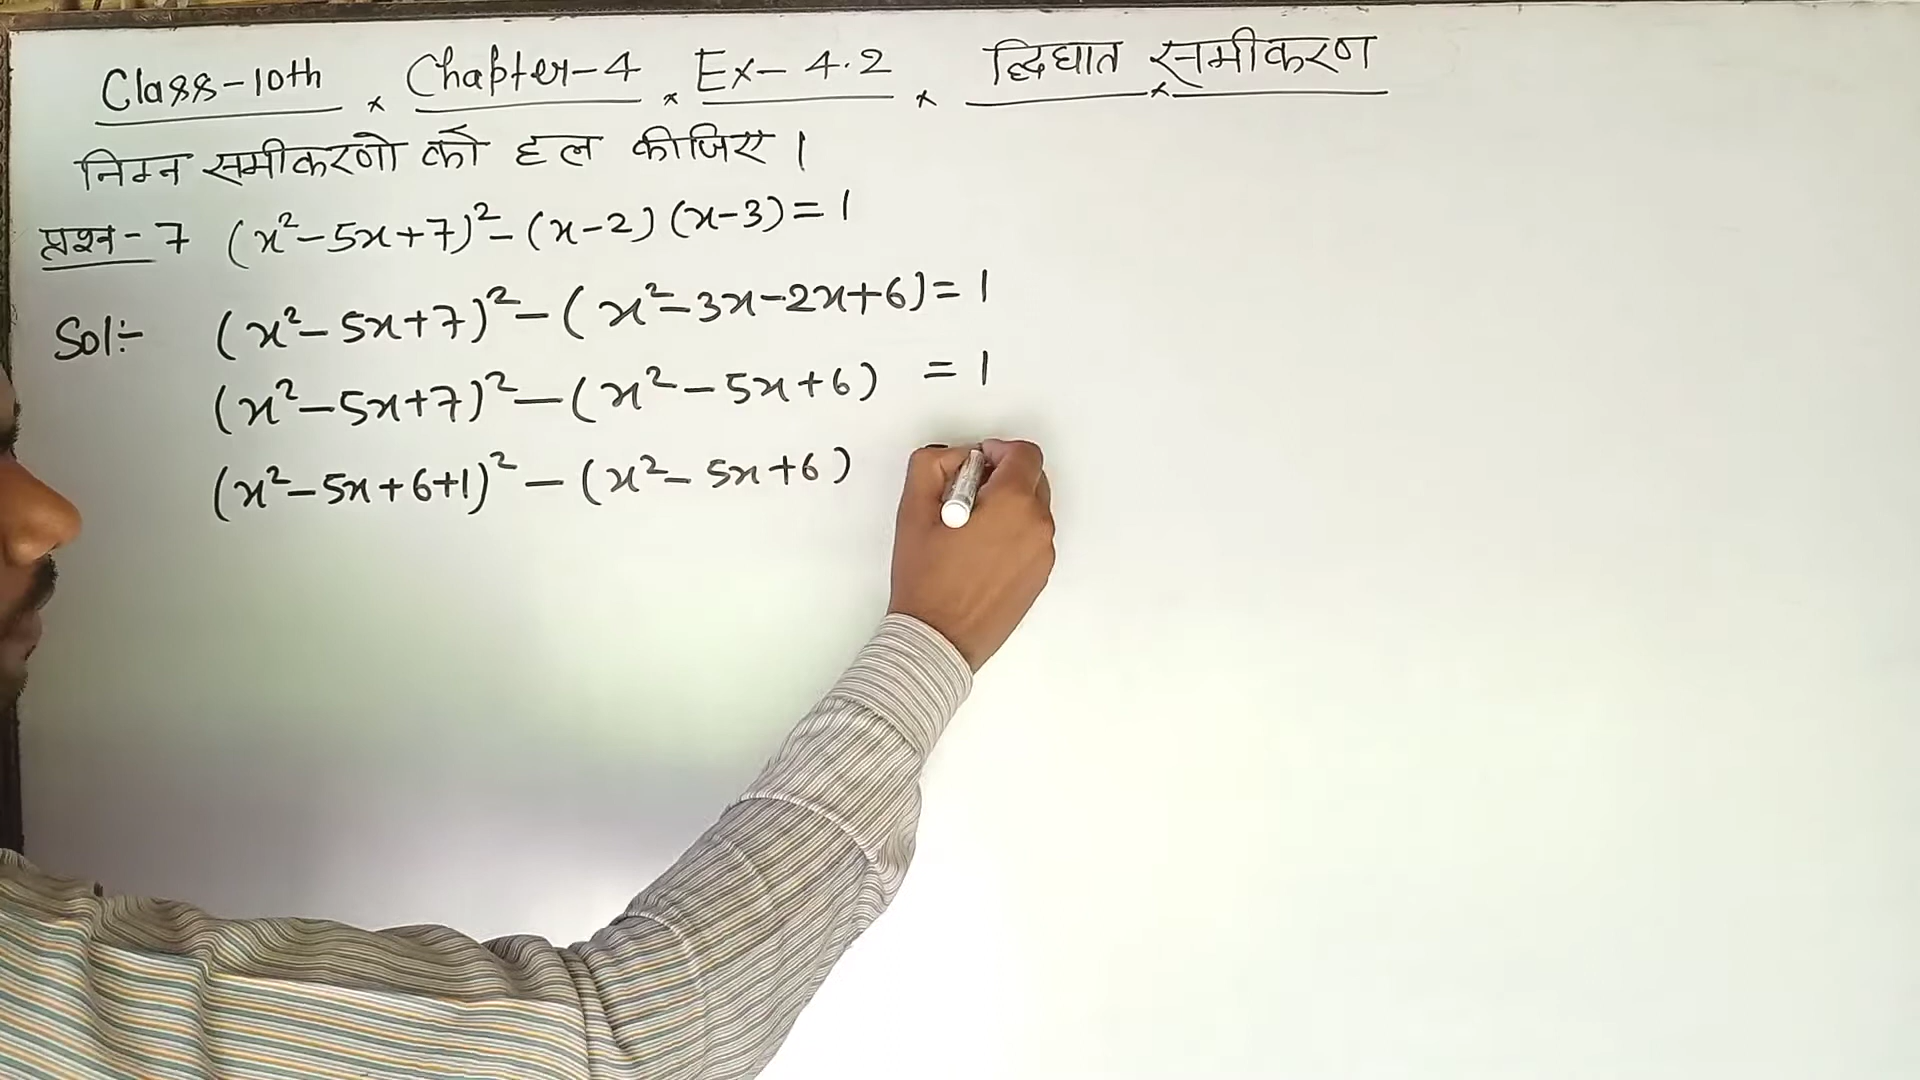 Class-10th × Chapter-4 × Ex-4.2 × द्विघात × समीकरण
निम्न समीकरणो को हल कीजिए।
प्रश्न-7 (x²-5x+7)²-(x-2)(x-3)=1
Sol:- (x²-5x+7)²-(x²-3x-2x+6)=1
(x²-5x+7)²-(x²-5x+6) =1
(x²-5x+6+1)²-(x²-5x+6)